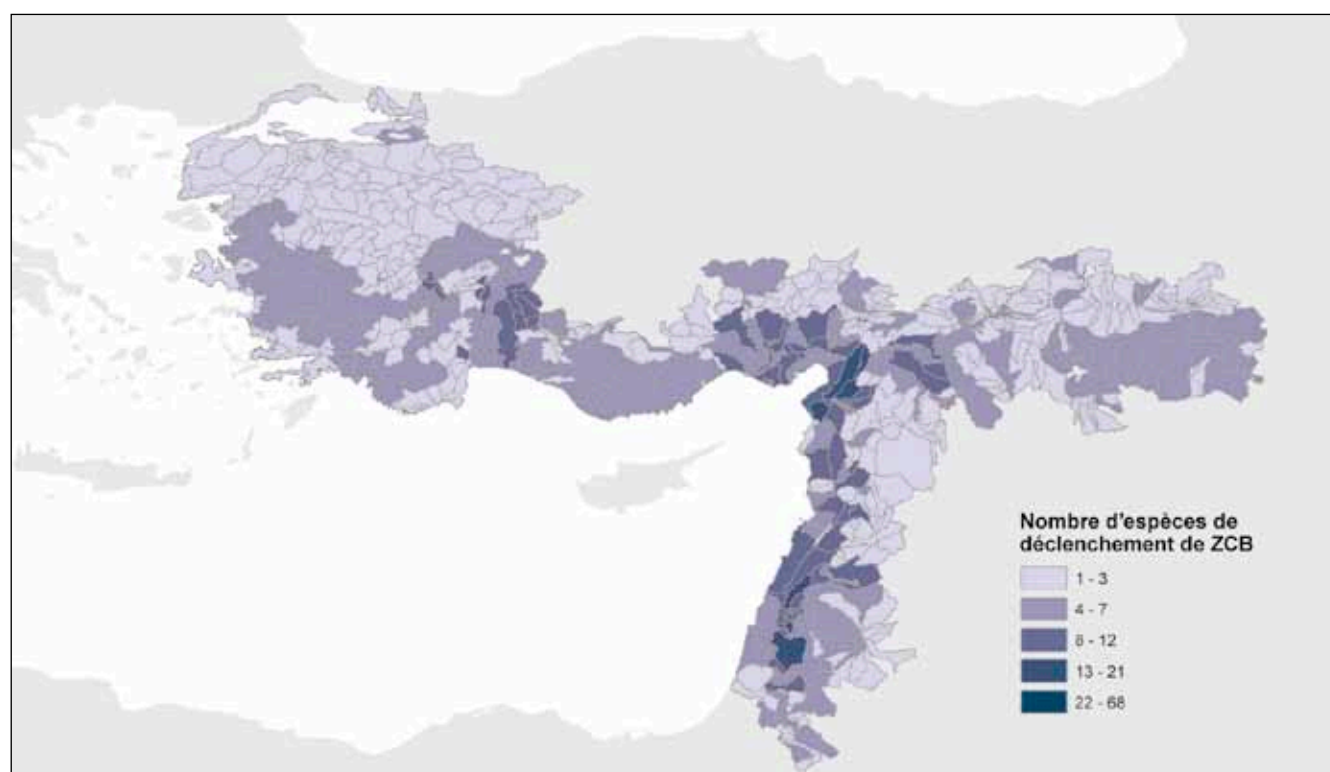 Nombre d'espèces de
déclenchement de ZCB
1 - 3
4 - 7
8 - 12
13 - 21
22 - 68